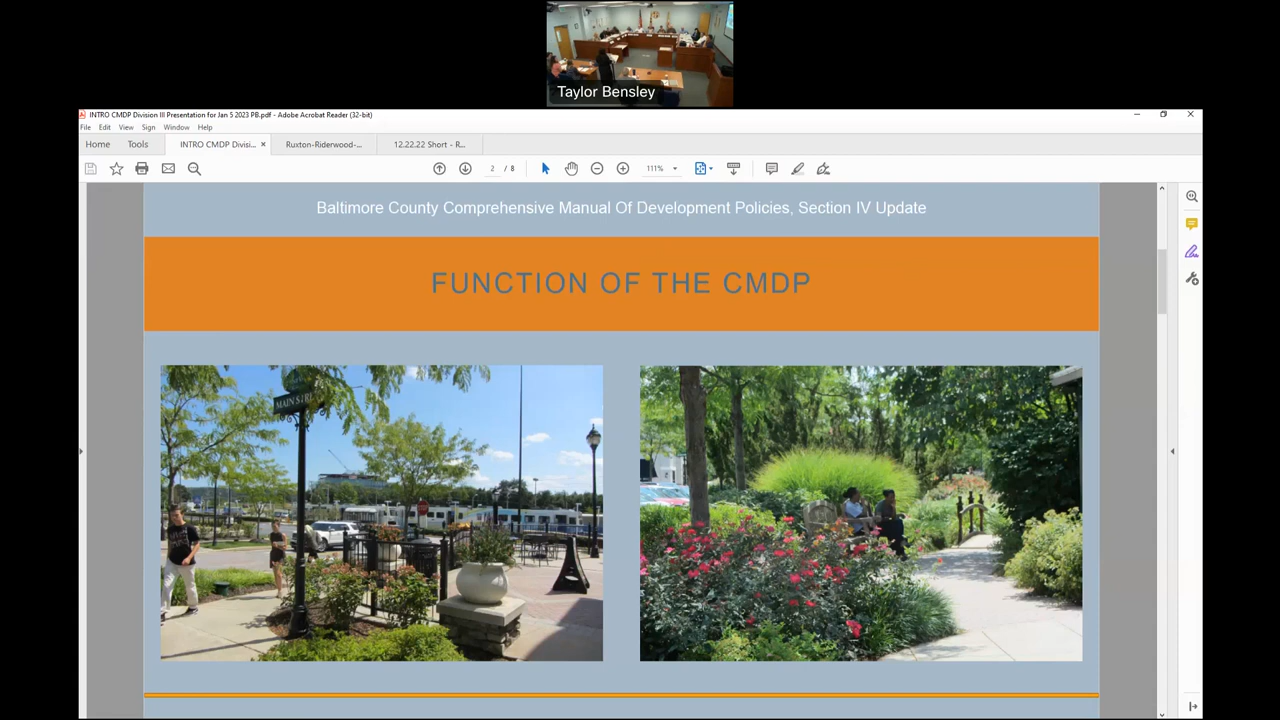 Taylor Bensley
INTRO CMDP Division III Presentation for Jan 5 2023 PB.pdf - Adobe Acrobat Reader (32-bit)
File Edit View Sign Window Help
Home Tools INTRO CMDP Divisi... × Ruxton-Riderwood-... 12.22.22 Short - R...
2 / 8 111%
Baltimore County Comprehensive Manual Of Development Policies, Section IV Update
FUNCTION OF THE CMDP
MAIN